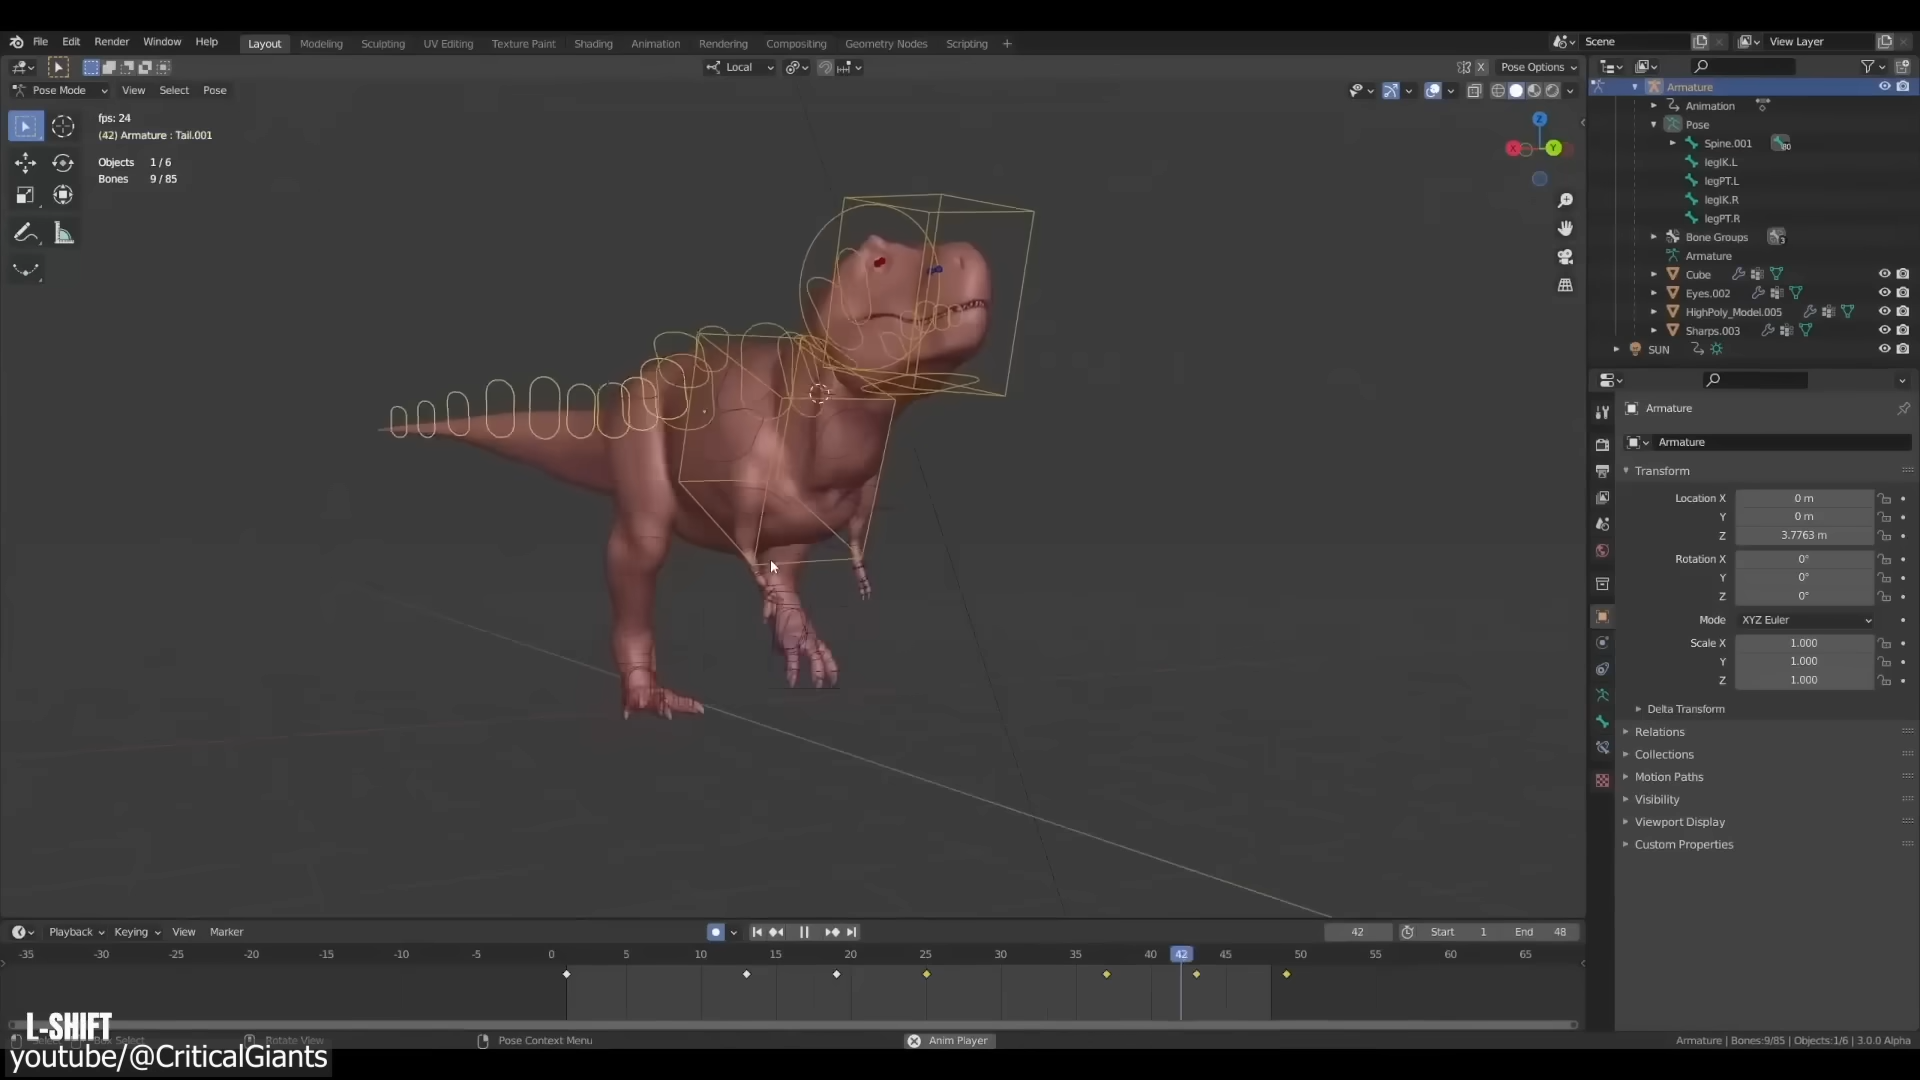 File Edit Render Window Help Layout Modeling Sculpting UV Editing Texture Paint Shading Animation Rendering Compositing Geometry Nodes Scripting + Scene View Layer
Local X Pose Options
Pose Mode View Select Pose
fps: 24
(42) Armature : Tail.001
Objects 1 / 6
Bones 9 / 85
Z
X Y
Armature
Animation
Pose
Spine.001 80
legIK.L
legPT.L
legIK.R
legPT.R
Bone Groups 3
Armature
Cube
Eyes.002
HighPoly_Model.005
Sharps.003
SUN
Armature
Armature
Transform
Location X 0 m
Y 0 m
Z 3.7763 m
Rotation X 0°
Y 0°
Z 0°
Mode XYZ Euler
Scale X 1.000
Y 1.000
Z 1.000
Delta Transform
Relations
Collections
Motion Paths
Visibility
Viewport Display
Custom Properties
Playback Keying View Marker 42 Start 1 End 48
-35 -30 -25 -20 -15 -10 -5 0 5 10 15 20 25 30 35 40 42 45 50 55 60 65
L-SHIFT
Select Box Select Rotate View Pose Context Menu Anim Player Armature | Bones:9/85 | Objects:1/6 | 3.0.0 Alpha
youtube/@CriticalGiants